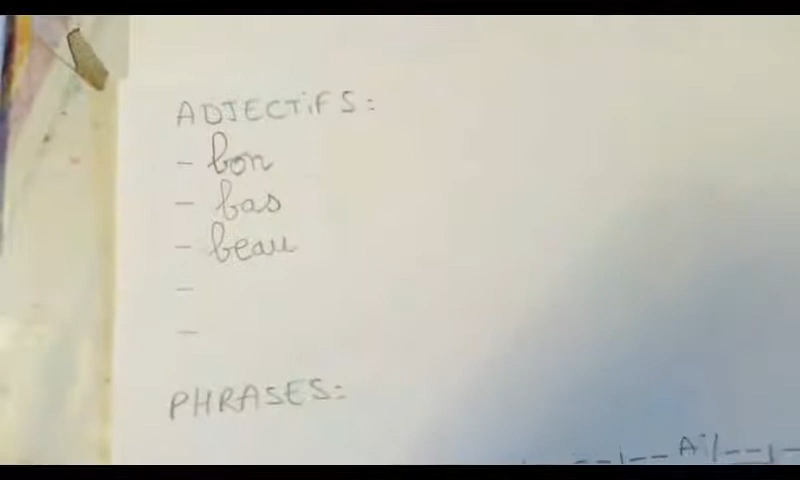 ADJECTiFS:
- bon
- bas
- beau
-
-
PHRASES: